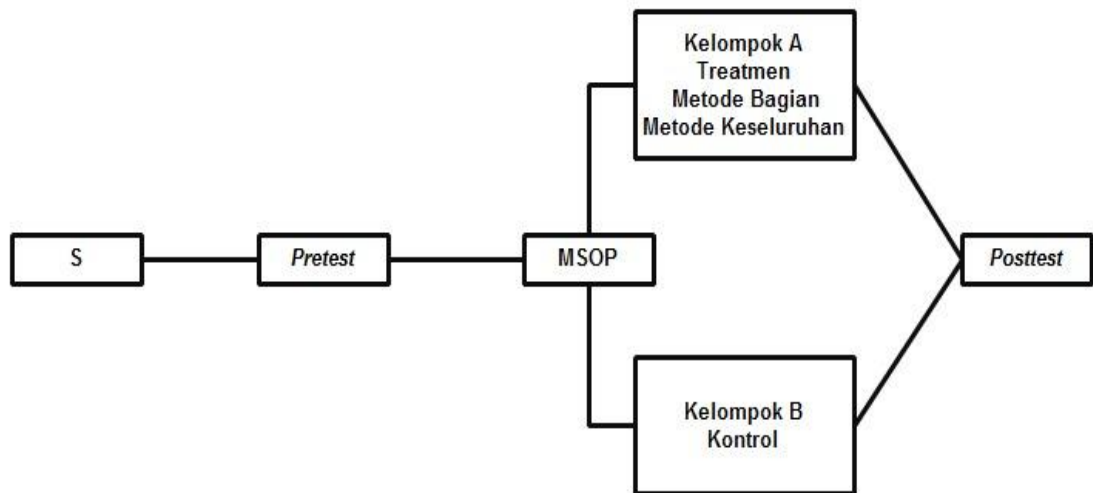 S
Pretest
MSOP
Kelompok A
Treatmen
Metode Bagian
Metode Keseluruhan
Kelompok B
Kontrol
Posttest